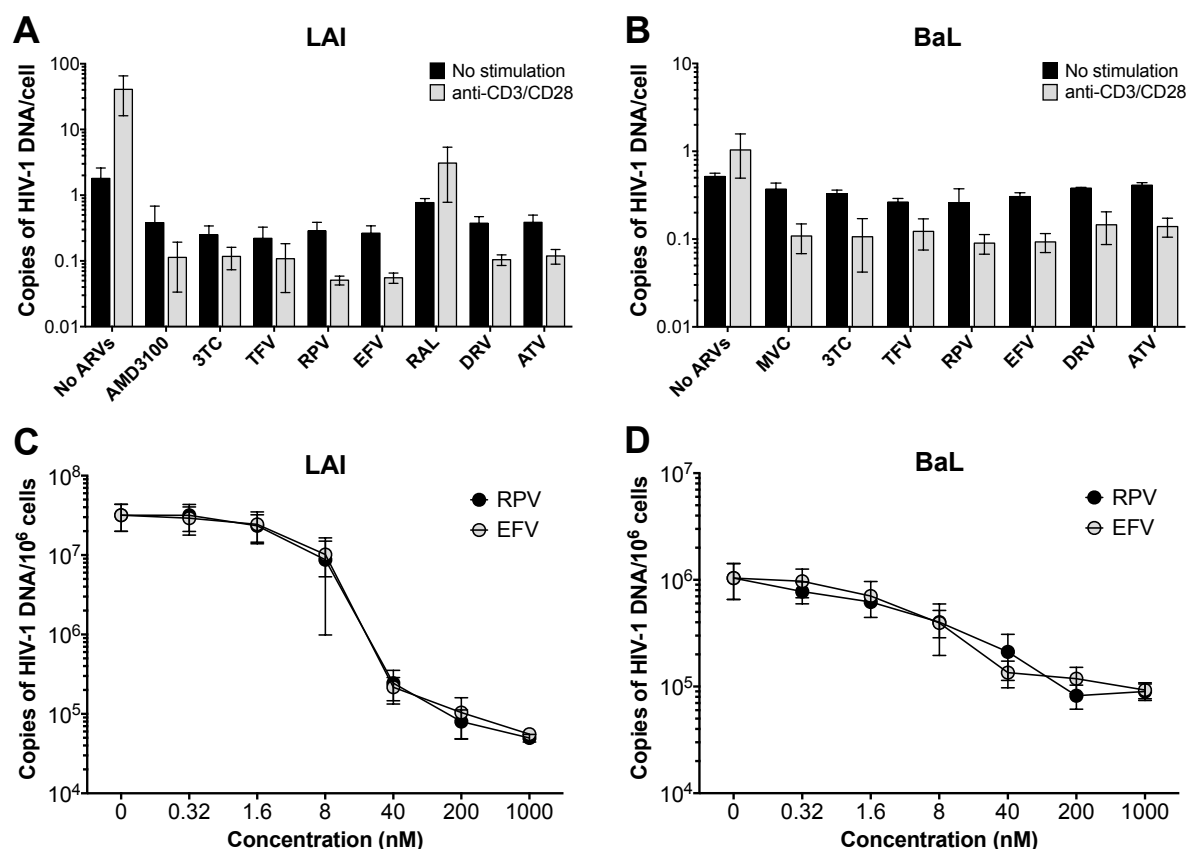 A
LAI
Copies of HIV-1 DNA/cell
100
10
1
0.1
0.01
No stimulation
anti-CD3/CD28
No ARVs
AMD3100
3TC
TFV
RPV
EFV
RAL
DRV
ATV
B
BaL
Copies of HIV-1 DNA/cell
10
1
0.1
0.01
No stimulation
anti-CD3/CD28
No ARVs
MVC
3TC
TFV
RPV
EFV
DRV
ATV
C
LAI
Copies of HIV-1 DNA/10⁶ cells
10⁸
10⁷
10⁶
10⁵
10⁴
RPV
EFV
0 0.32 1.6 8 40 200 1000
Concentration (nM)
D
BaL
Copies of HIV-1 DNA/10⁶ cells
10⁷
10⁶
10⁵
10⁴
RPV
EFV
0 0.32 1.6 8 40 200 1000
Concentration (nM)